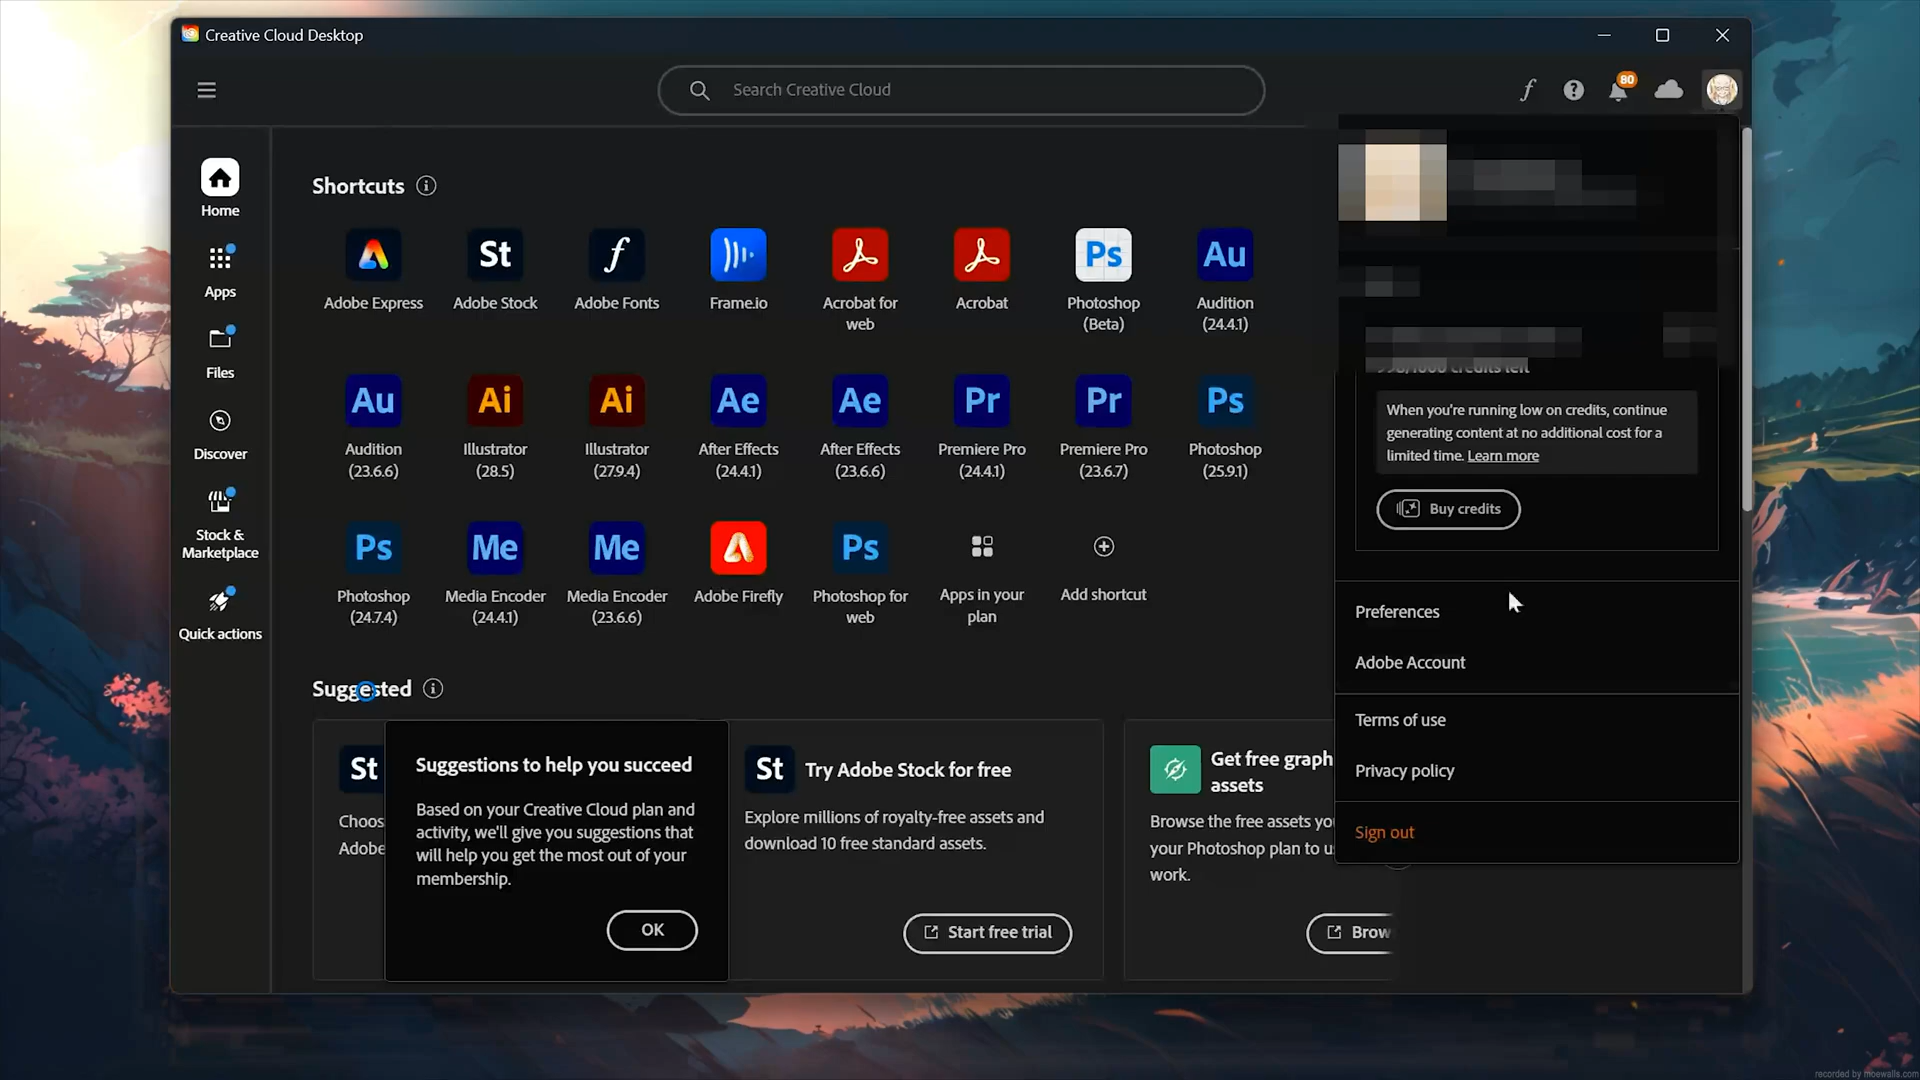 Creative Cloud Desktop
Search Creative Cloud
80
Home
Apps
Files
Discover
Stock &
Marketplace
Quick actions
Shortcuts
Adobe Express
St
Adobe Stock
Adobe Fonts
Frame.io
Acrobat for
web
Acrobat
Ps
Photoshop
(Beta)
Au
Audition
(24.4.1)
Au
Audition
(23.6.6)
Ai
Illustrator
(28.5)
Ai
Illustrator
(27.9.4)
Ae
After Effects
(24.4.1)
Ae
After Effects
(23.6.6)
Pr
Premiere Pro
(24.4.1)
Pr
Premiere Pro
(23.6.7)
Ps
Photoshop
(25.9.1)
Ps
Photoshop
(24.7.4)
Me
Media Encoder
(24.4.1)
Me
Media Encoder
(23.6.6)
Adobe Firefly
Ps
Photoshop for
web
Apps in your
plan
Add shortcut
Suggested
St
Choos
Adobe
Suggestions to help you succeed
Based on your Creative Cloud plan and
activity, we'll give you suggestions that
will help you get the most out of your
membership.
OK
St
Try Adobe Stock for free
Explore millions of royalty-free assets and
download 10 free standard assets.
Start free trial
Get free graph
assets
Browse the free assets yo
your Photoshop plan to u
work.
Brow
credits left
When you're running low on credits, continue
generating content at no additional cost for a
limited time. Learn more
Buy credits
Preferences
Adobe Account
Terms of use
Privacy policy
Sign out
recorded by moewalls.com